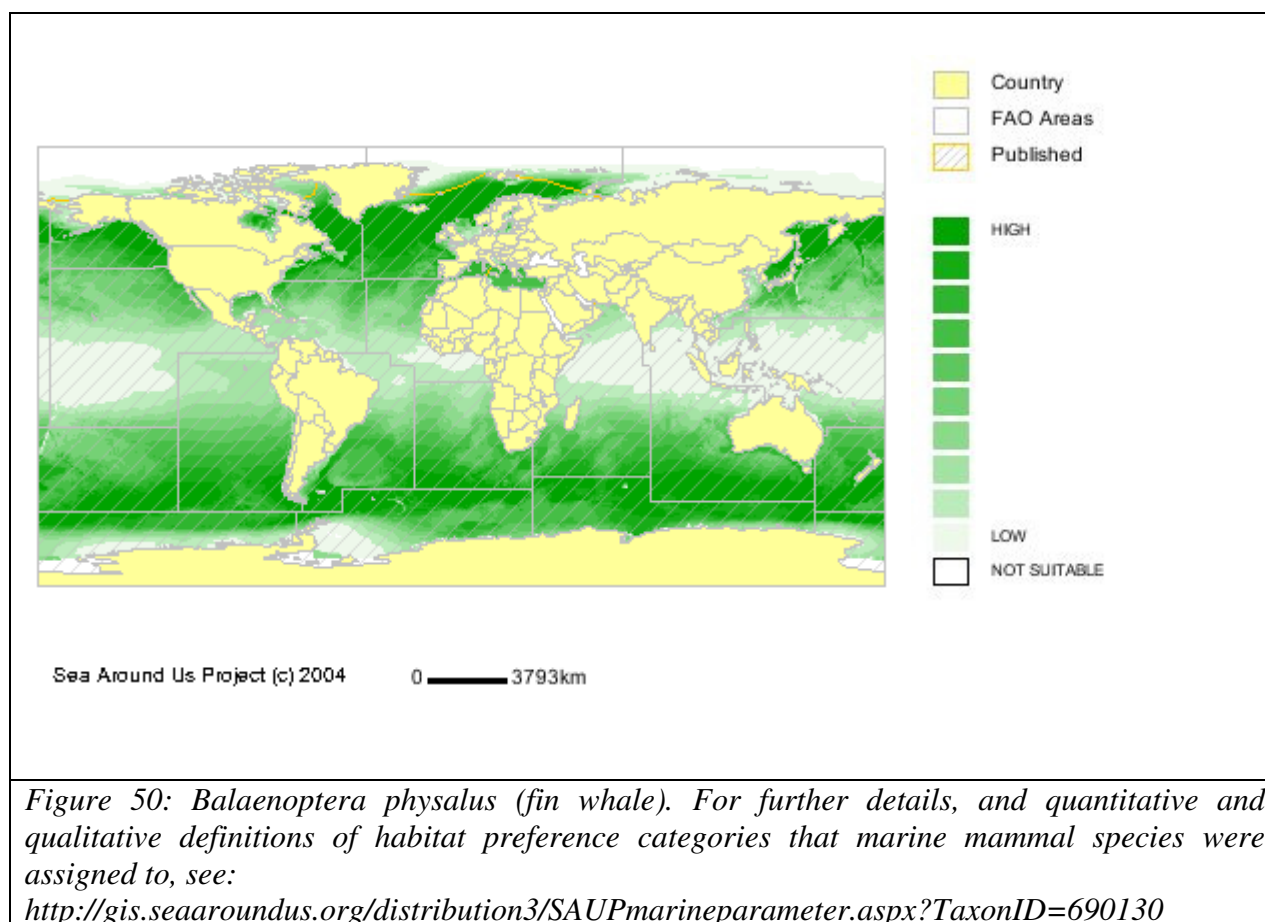 Country
FAO Areas
Published
HIGH
LOW
NOT SUITABLE
Sea Around Us Project (c) 2004
0 3793km
Figure 50: Balaenoptera physalus (fin whale). For further details, and quantitative and
qualitative definitions of habitat preference categories that marine mammal species were
assigned to, see:
http://gis.seaaroundus.org/distribution3/SAUPmarineparameter.aspx?TaxonID=690130